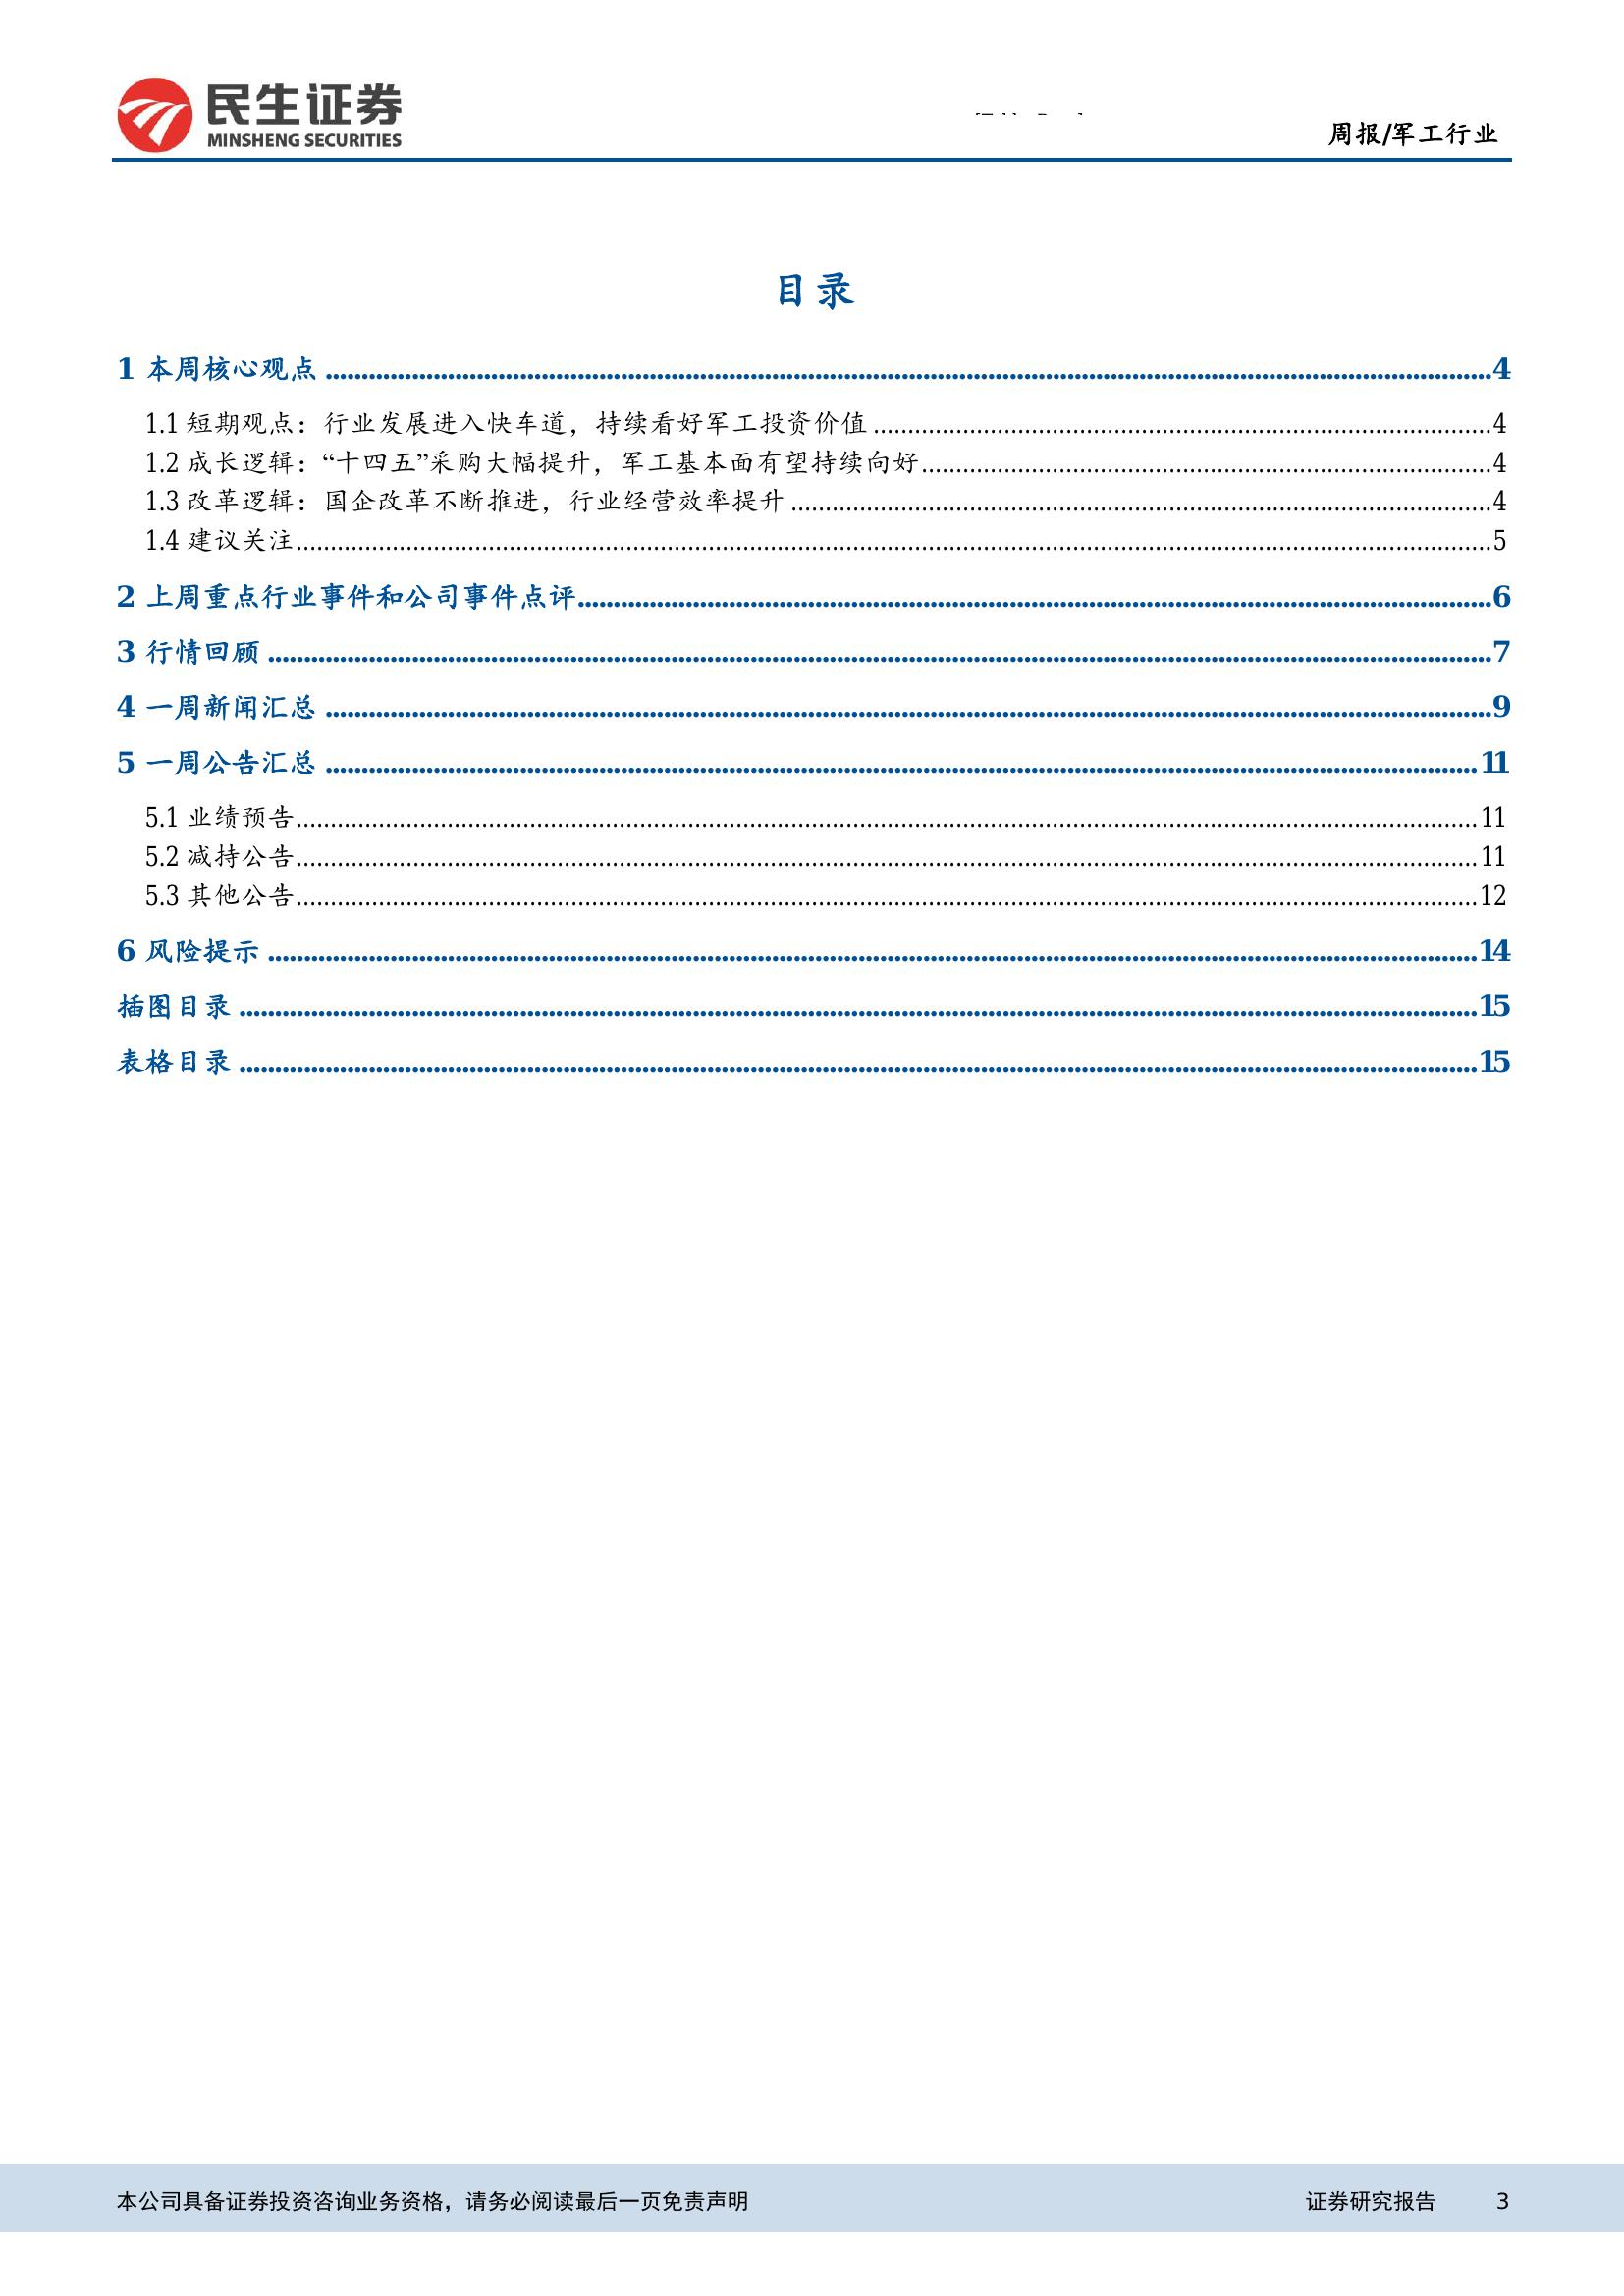 民生证券
MINSHENG SECURITIES
周报/军工行业
目录
1 本周核心观点 ........ 4
1.1 短期观点：行业发展进入快车道，持续看好军工投资价值 ........ 4
1.2 成长逻辑：“十四五”采购大幅提升，军工基本面有望持续向好 ........ 4
1.3 改革逻辑：国企改革不断推进，行业经营效率提升 ........ 4
1.4 建议关注 ........ 5
2 上周重点行业事件和公司事件点评 ........ 6
3 行情回顾 ........ 7
4 一周新闻汇总 ........ 9
5 一周公告汇总 ........ 11
5.1 业绩预告 ........ 11
5.2 减持公告 ........ 11
5.3 其他公告 ........ 12
6 风险提示 ........ 14
插图目录 ........ 15
表格目录 ........ 15
本公司具备证券投资咨询业务资格，请务必阅读最后一页免责声明 证券研究报告 3